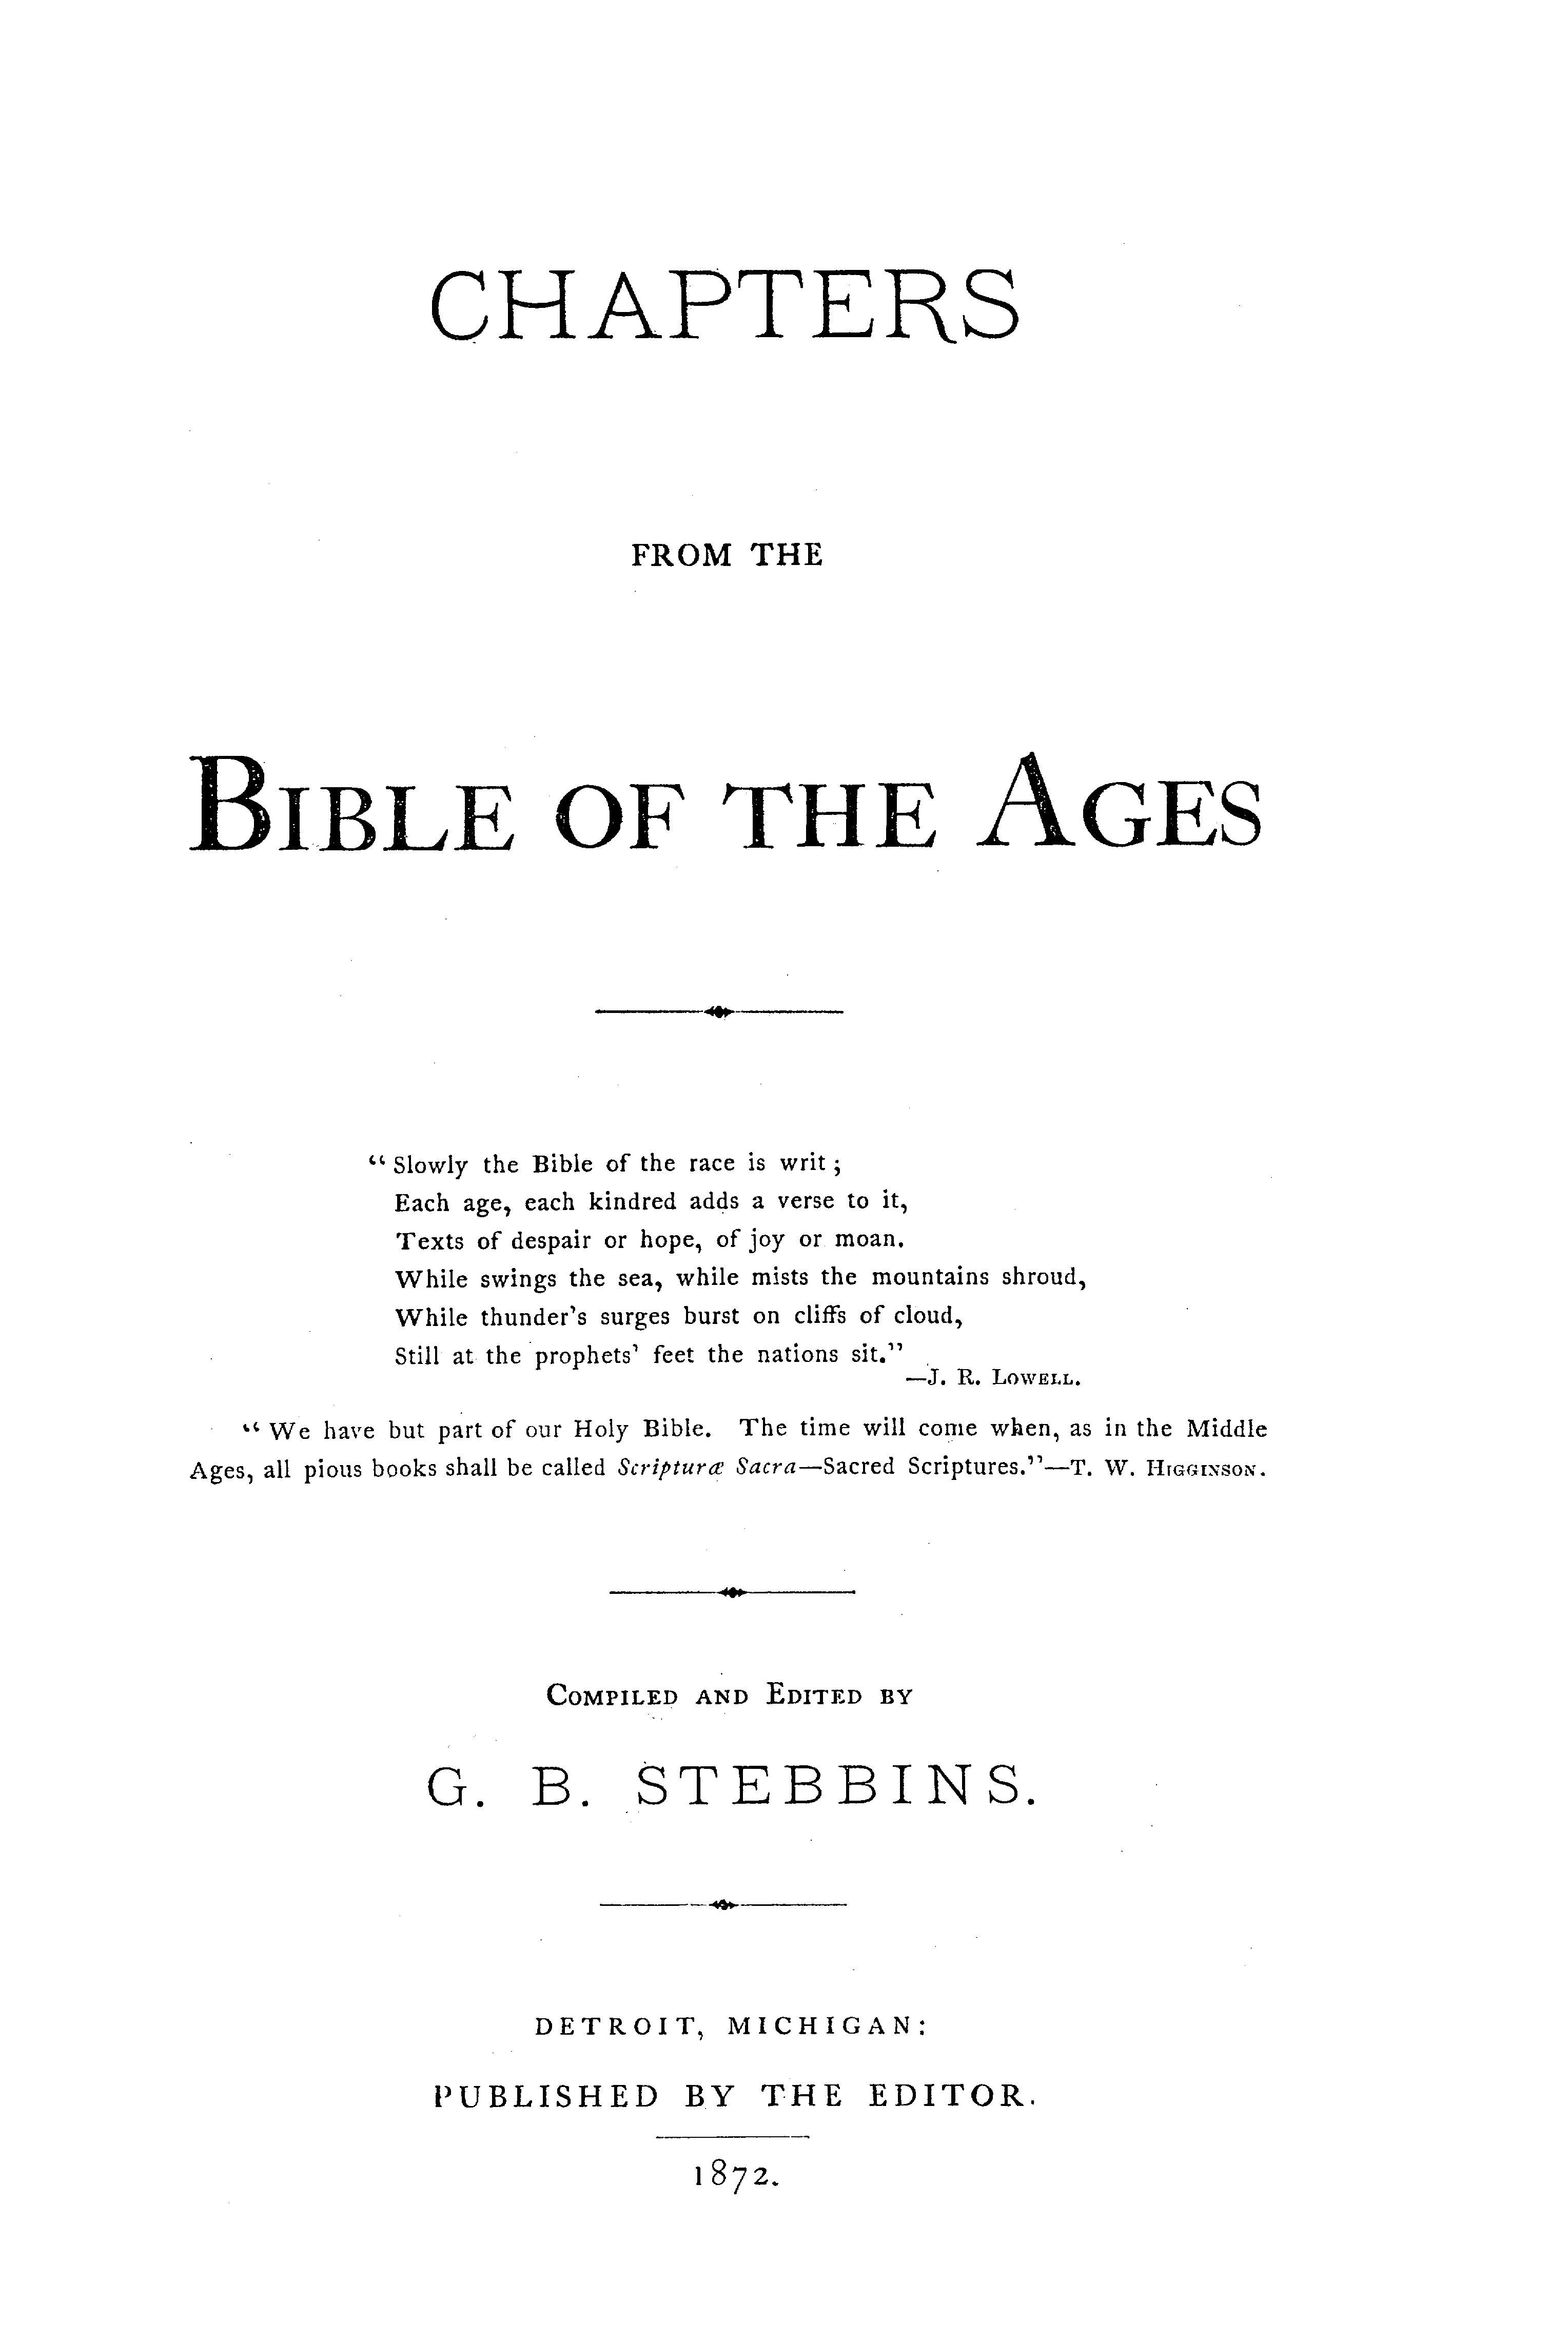 CHAPTERS
FROM THE
BIBLE OF THE AGES
“Slowly the Bible of the race is writ;
Each age, each kindred adds a verse to it,
Texts of despair or hope, of joy or moan.
While swings the sea, while mists the mountains shroud,
While thunder's surges burst on cliffs of cloud,
Still at the prophets' feet the nations sit.”
—J. R. LOWELL.
“We have but part of our Holy Bible. The time will come when, as in the Middle
Ages, all pious books shall be called Scripturæ Sacra—Sacred Scriptures.”—T. W. HIGGINSON.
COMPILED AND EDITED BY
G. B. STEBBINS.
DETROIT, MICHIGAN:
PUBLISHED BY THE EDITOR.
1872.